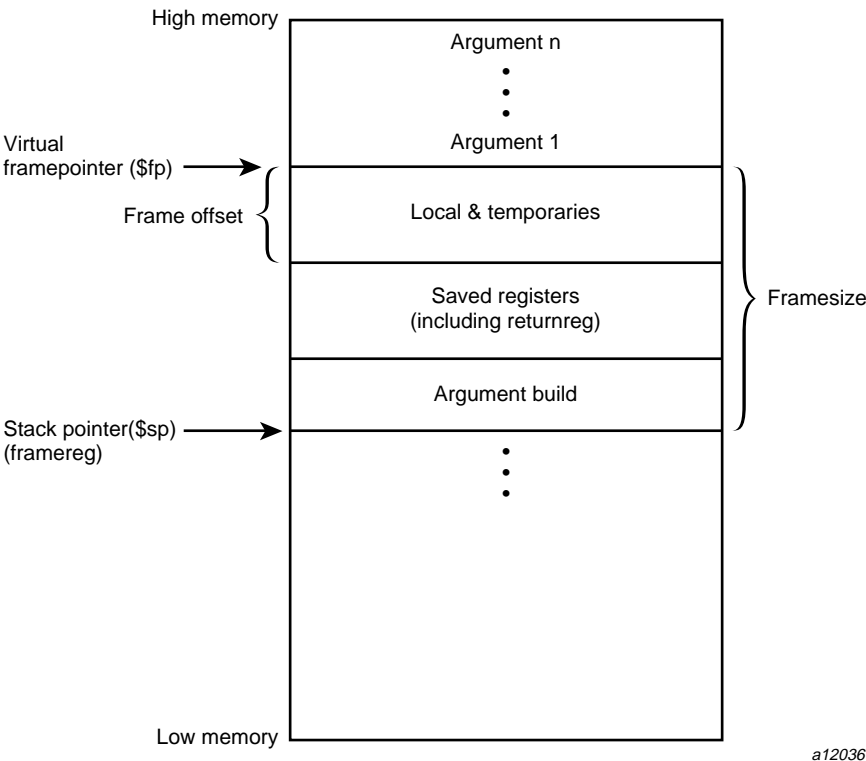 High memory
Argument n
Argument 1
Virtual
framepointer ($fp)
Frame offset
Local & temporaries
Saved registers
(including returnreg)
Framesize
Argument build
Stack pointer($sp)
(framereg)
Low memory
a12036